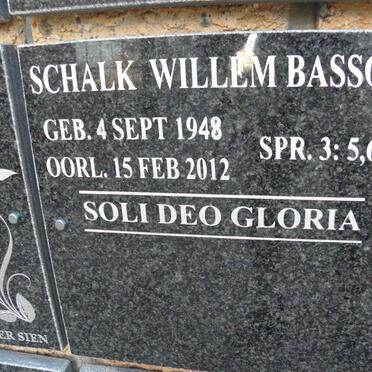 SCHALK WILLEM BASSO
GEB. 4 SEPT 1948
OORL. 15 FEB 2012
SPR. 3: 5,6
SOLI DEO GLORIA
ER SIEN